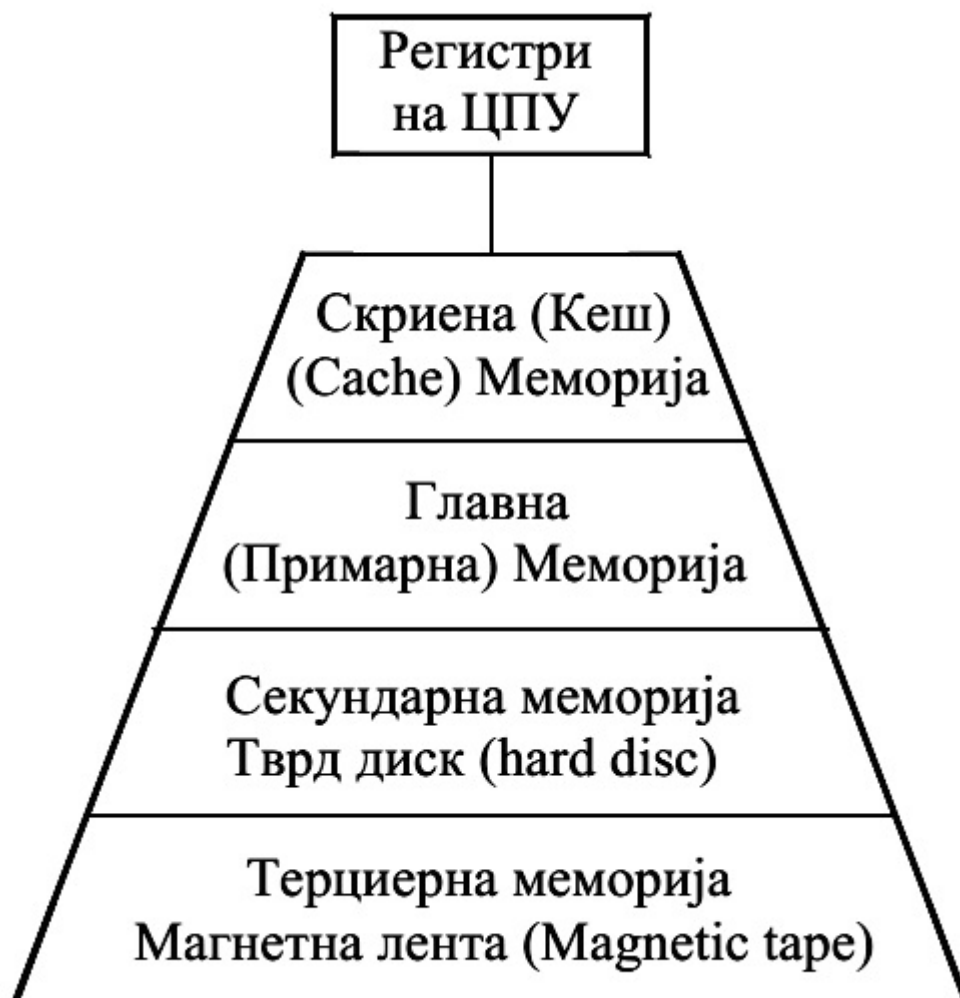 Регистри
на ЦПУ
Скриена (Кеш)
(Cache) Меморија
Главна
(Примарна) Меморија
Секундарна меморија
Тврд диск (hard disc)
Терциерна меморија
Магнетна лента (Magnetic tape)